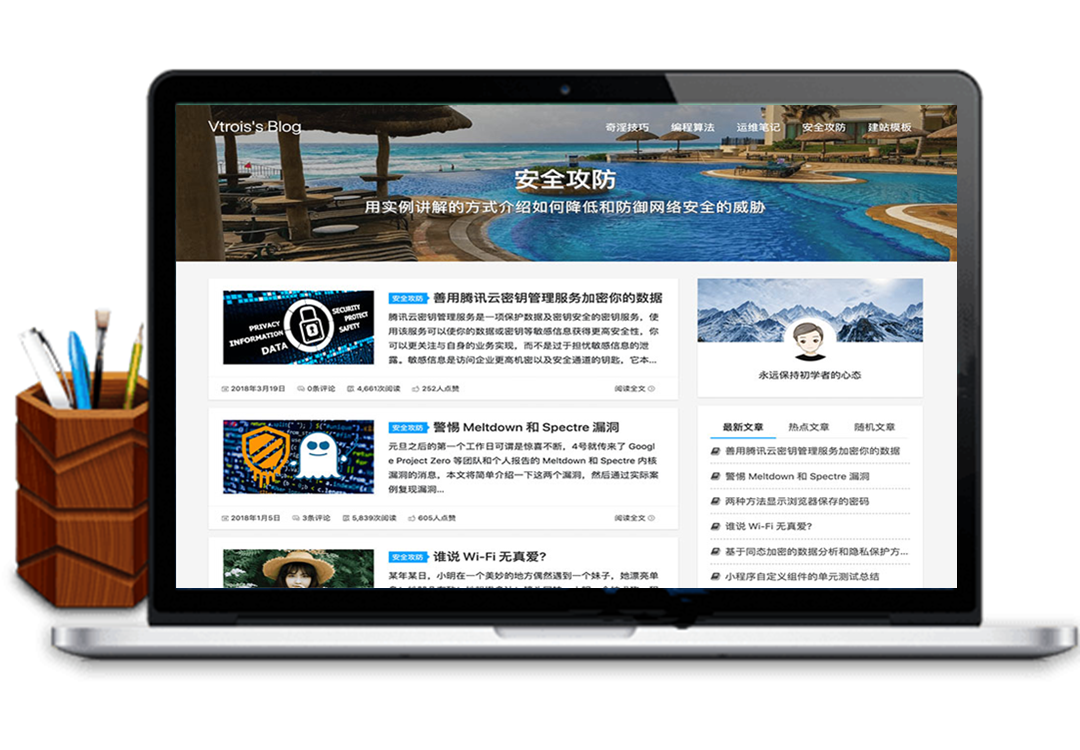 Vtrois's Blog
奇淫技巧 编程算法 运维笔记 安全攻防 建站模板
安全攻防
用实例讲解的方式介绍如何降低和防御网络安全的威胁
PRIVACY
INFORMATION
DATA
SECURITY
PROTECT
SAFETY
安全攻防 善用腾讯云密钥管理服务加密你的数据
腾讯云密钥管理服务是一项保护数据及密钥安全的密钥服务，使
用该服务可以使你的数据或密钥等敏感信息获得更高安全性，你
可以更关注与自身的业务实现，而不是过于担忧敏感信息的泄
露。敏感信息是访问企业更高机密以及安全通道的钥匙，它本...
2018年3月19日 0条评论 4,661次阅读 252人点赞 阅读全文
安全攻防 警惕 Meltdown 和 Spectre 漏洞
元旦之后的第一个工作日可谓是惊喜不断，4号就传来了 Googl
e Project Zero 等团队和个人报告的 Meltdown 和 Spectre 内核
漏洞的消息，本文将简单介绍一下这两个漏洞，然后通过实际案
例复现漏洞...
2018年1月5日 3条评论 5,839次阅读 605人点赞 阅读全文
安全攻防 谁说 Wi-Fi 无真爱?
某年某日，小明在一个美妙的地方偶然遇到一个妹子，她漂亮单
永远保持初学者的心态
最新文章 热点文章 随机文章
善用腾讯云密钥管理服务加密你的数据
警惕 Meltdown 和 Spectre 漏洞
两种方法显示浏览器保存的密码
谁说 Wi-Fi 无真爱?
基于同态加密的数据分析和隐私保护方...
小程序自定义组件的单元测试总结